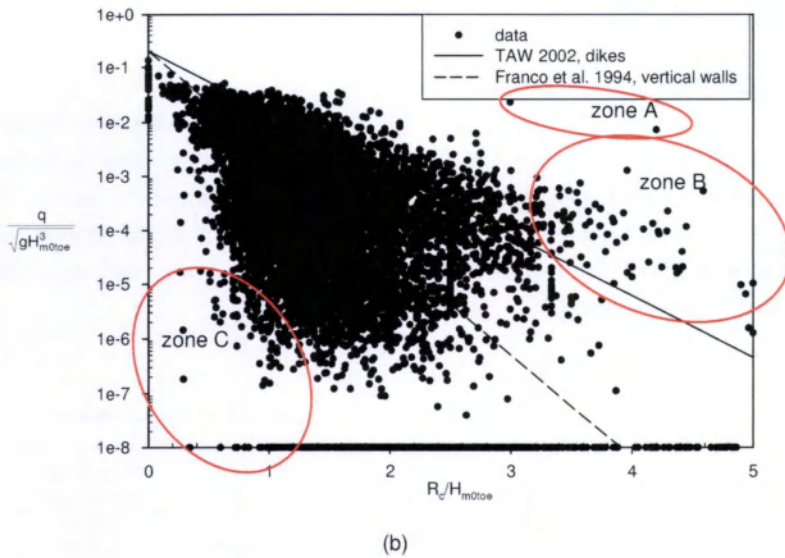 1e+0
1e-1
1e-2
1e-3
1e-4
1e-5
1e-6
1e-7
1e-8
q
√gH³m0toe
data
TAW 2002, dikes
Franco et al. 1994, vertical walls
zone A
zone B
zone C
0
1
2
3
4
5
Rc/Hm0toe
(b)